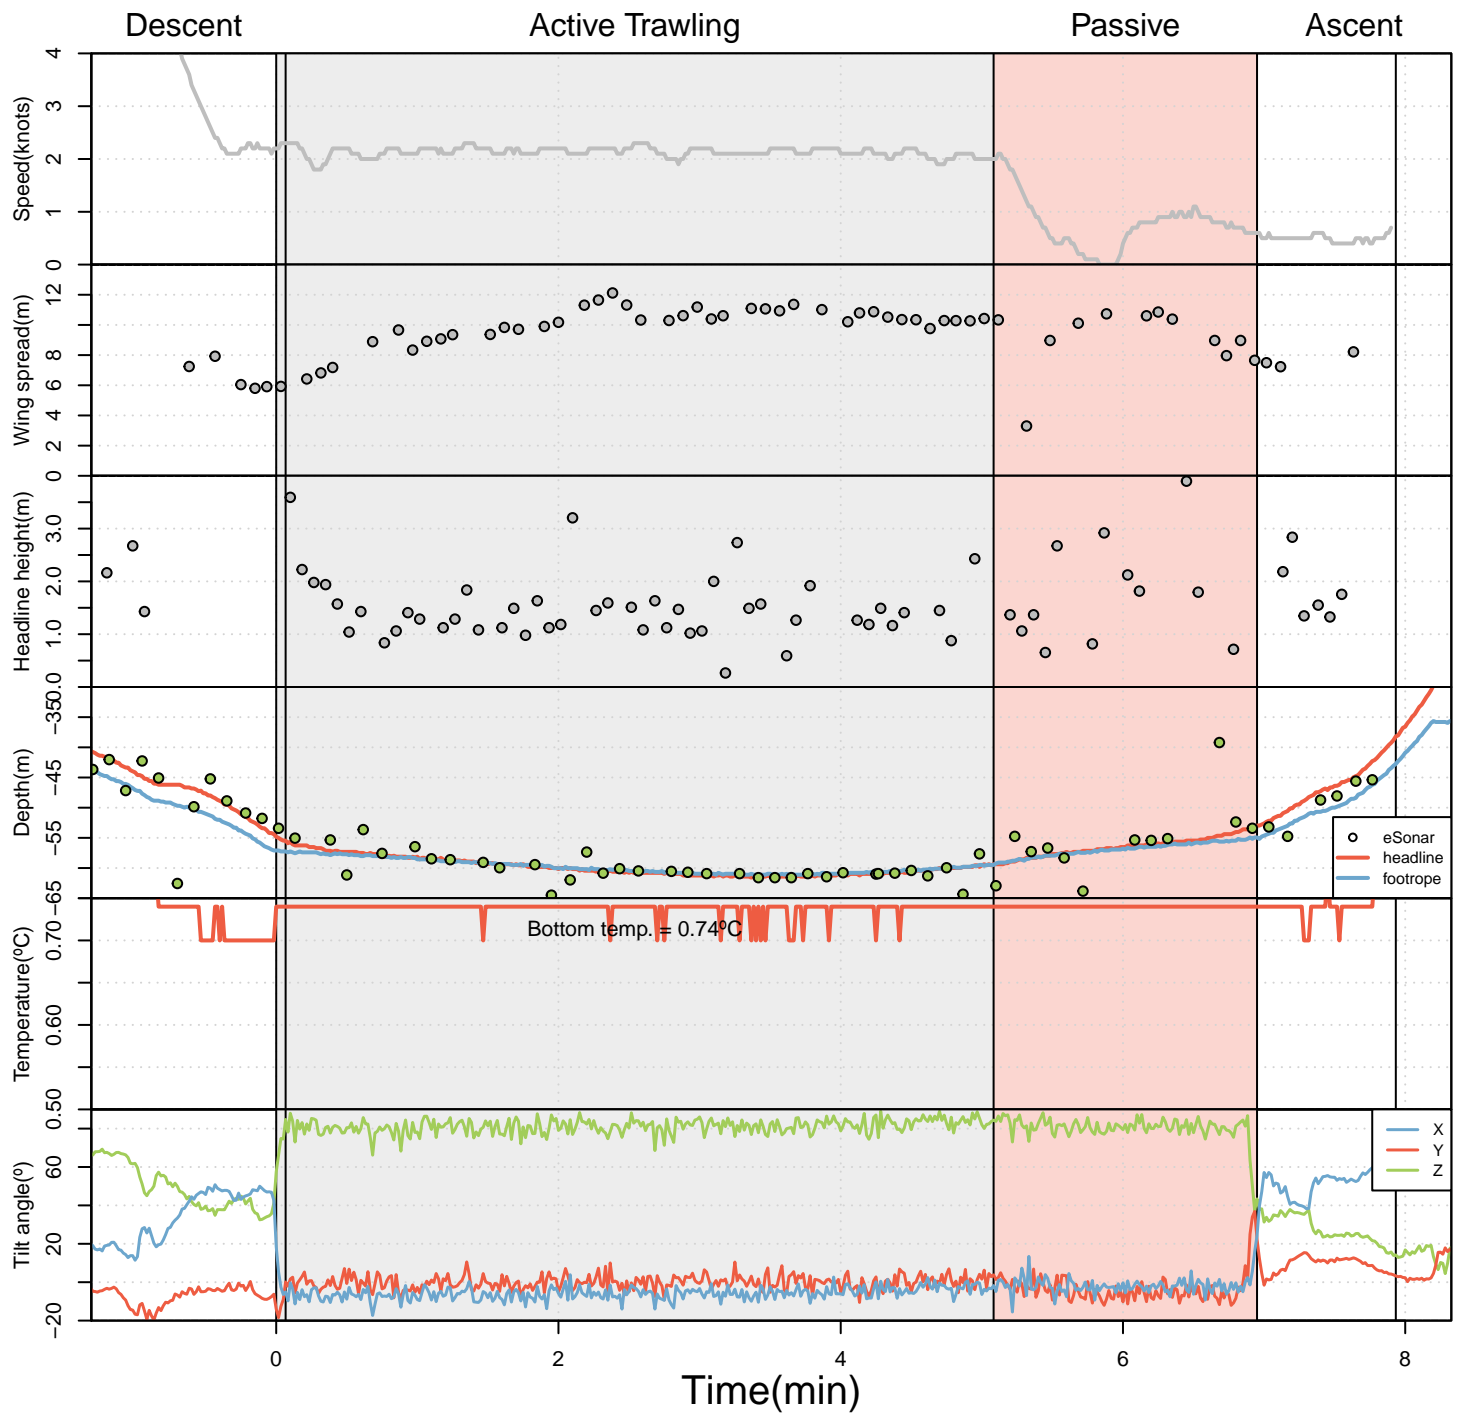 Descent Active Trawling Passive Ascent
Speed(knots)
4
3
2
1
0
Wing spread(m)
12
8
6
4
2
0
Headline height(m)
3.0
2.0
1.0
0.0
Depth(m)
−35
−45
−55
−65
eSonar
headline
footrope
Temperature(ºC)
0.70
0.60
0.50
Bottom temp. = 0.74ºC
Tilt angle(º)
60
20
−20
X
Y
Z
0 2 4 6 8
Time(min)